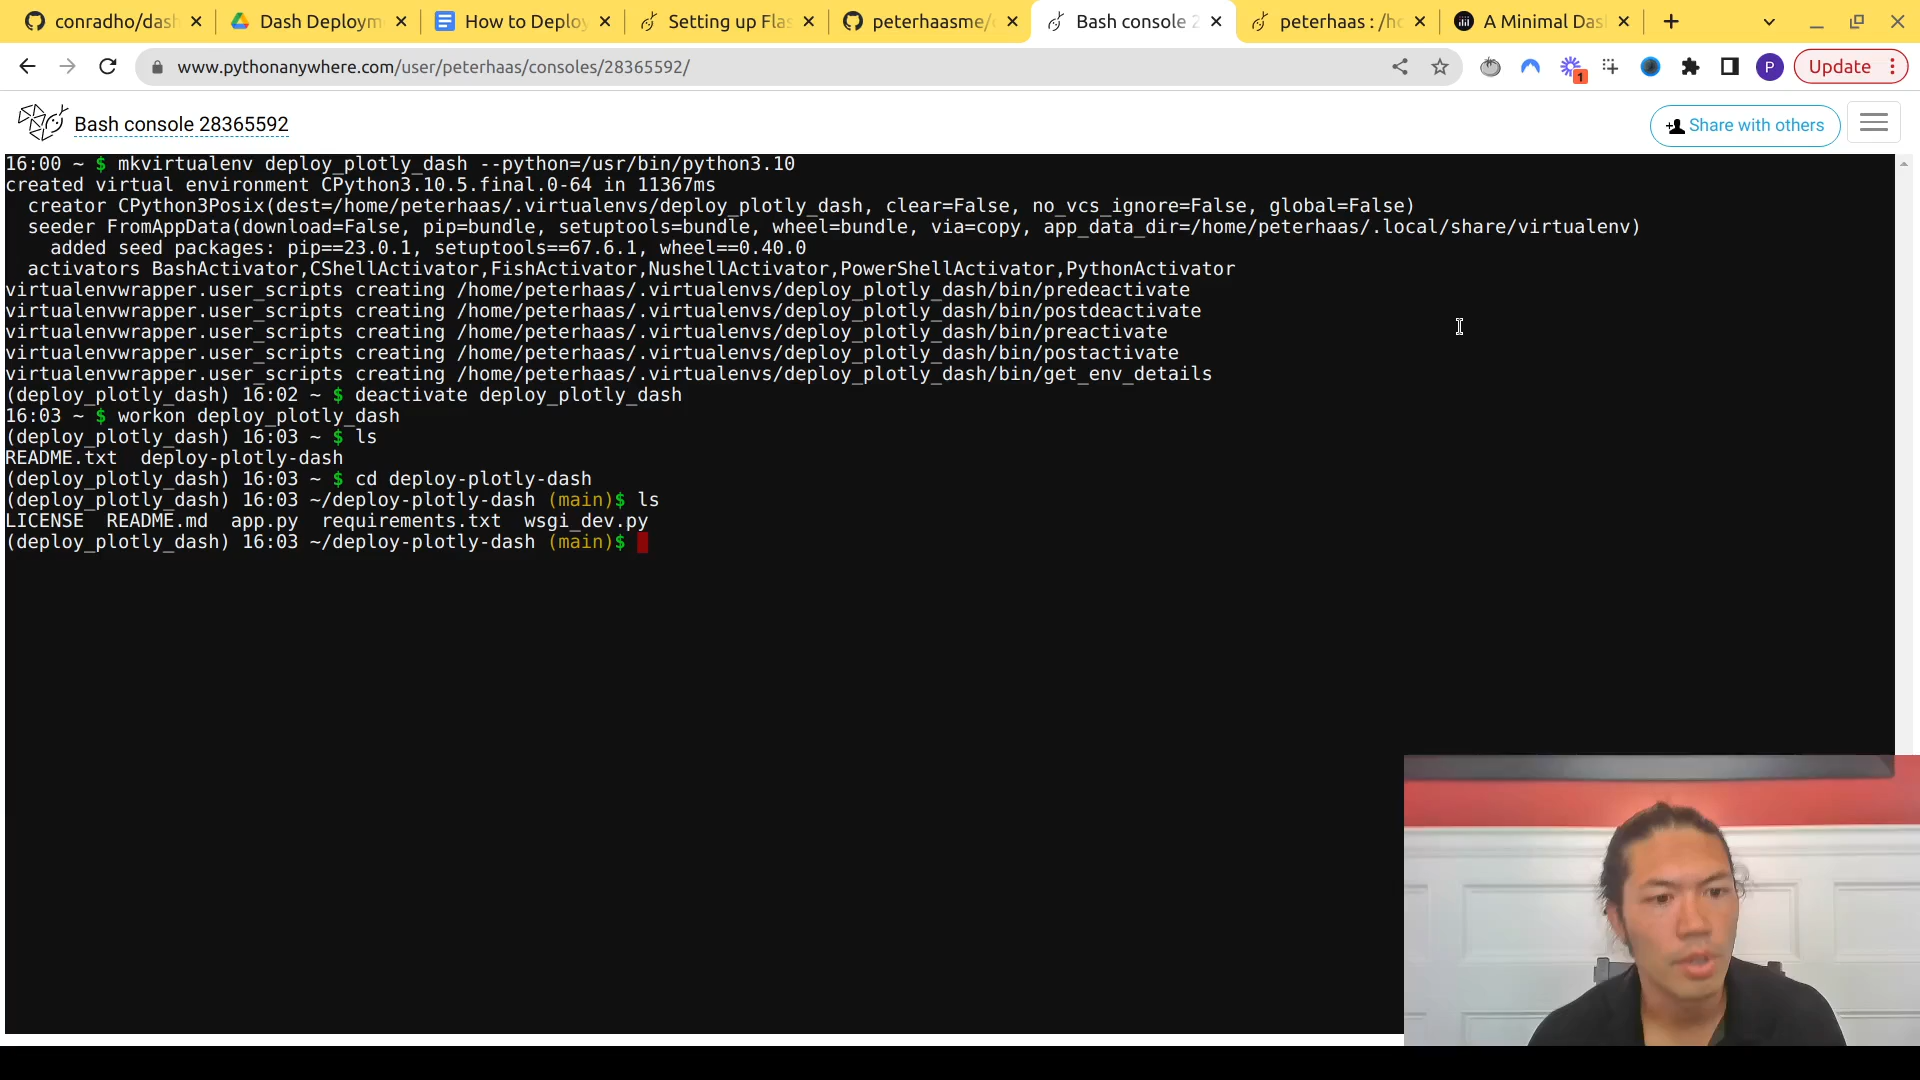 conradho/dash
Dash Deploym
How to Deploy
Setting up Flas
peterhaasme/
Bash console 2
peterhaas : /ho
A Minimal Das
www.pythonanywhere.com/user/peterhaas/consoles/28365592/
1
P
Update
Bash console 28365592
Share with others
16:00 ~ $ mkvirtualenv deploy_plotly_dash --python=/usr/bin/python3.10
created virtual environment CPython3.10.5.final.0-64 in 11367ms
creator CPython3Posix(dest=/home/peterhaas/.virtualenvs/deploy_plotly_dash, clear=False, no_vcs_ignore=False, global=False)
seeder FromAppData(download=False, pip=bundle, setuptools=bundle, wheel=bundle, via=copy, app_data_dir=/home/peterhaas/.local/share/virtualenv)
added seed packages: pip==23.0.1, setuptools==67.6.1, wheel==0.40.0
activators BashActivator,CShellActivator,FishActivator,NushellActivator,PowerShellActivator,PythonActivator
virtualenvwrapper.user_scripts creating /home/peterhaas/.virtualenvs/deploy_plotly_dash/bin/predeactivate
virtualenvwrapper.user_scripts creating /home/peterhaas/.virtualenvs/deploy_plotly_dash/bin/postdeactivate
virtualenvwrapper.user_scripts creating /home/peterhaas/.virtualenvs/deploy_plotly_dash/bin/preactivate
virtualenvwrapper.user_scripts creating /home/peterhaas/.virtualenvs/deploy_plotly_dash/bin/postactivate
virtualenvwrapper.user_scripts creating /home/peterhaas/.virtualenvs/deploy_plotly_dash/bin/get_env_details
(deploy_plotly_dash) 16:02 ~ $ deactivate deploy_plotly_dash
16:03 ~ $ workon deploy_plotly_dash
(deploy_plotly_dash) 16:03 ~ $ ls
README.txt  deploy-plotly-dash
(deploy_plotly_dash) 16:03 ~ $ cd deploy-plotly-dash
(deploy_plotly_dash) 16:03 ~/deploy-plotly-dash (main)$ ls
LICENSE  README.md  app.py  requirements.txt  wsgi_dev.py
(deploy_plotly_dash) 16:03 ~/deploy-plotly-dash (main)$